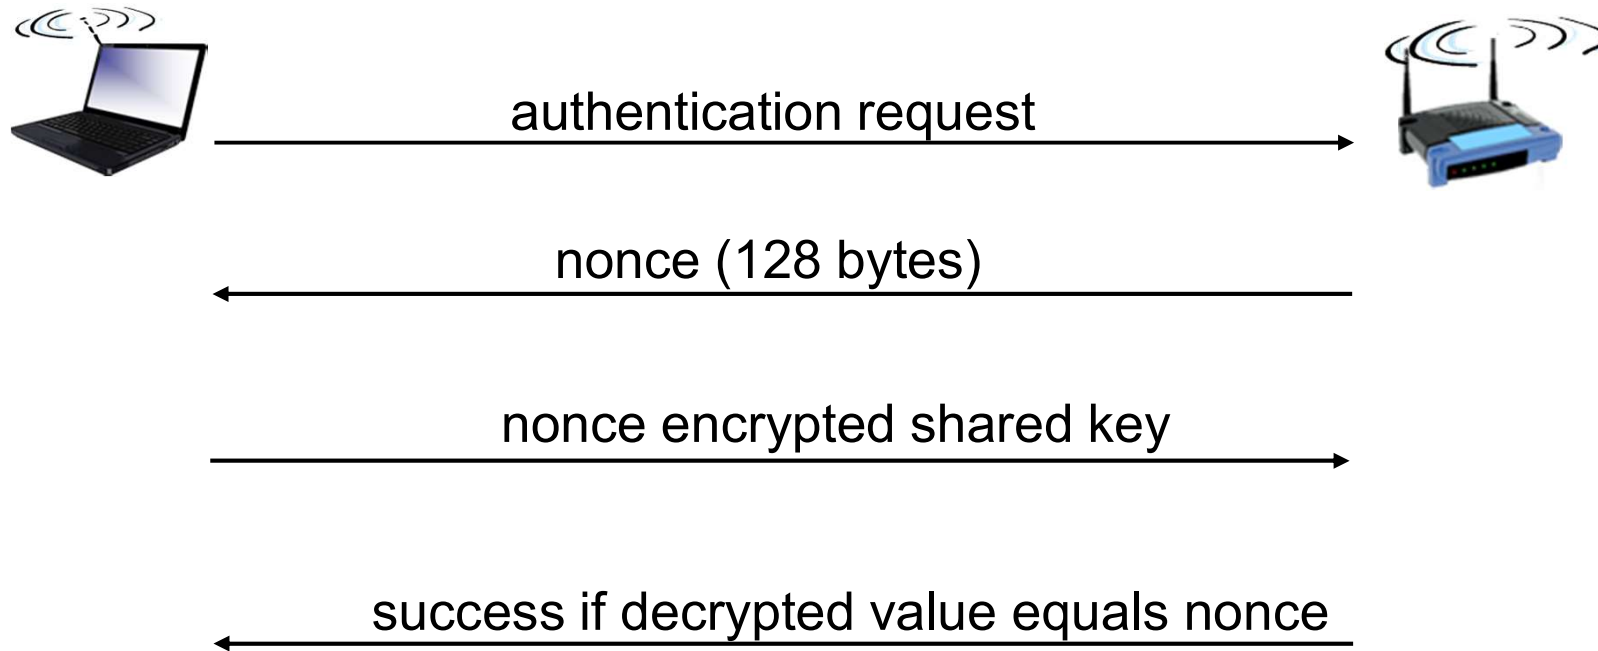 authentication request
nonce (128 bytes)
nonce encrypted shared key
success if decrypted value equals nonce